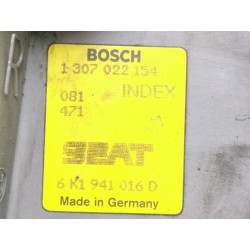 BOSCH
1 307 022 154
081 INDEX
471
SEAT
6 K1 941 016 D
Made in Germany
R